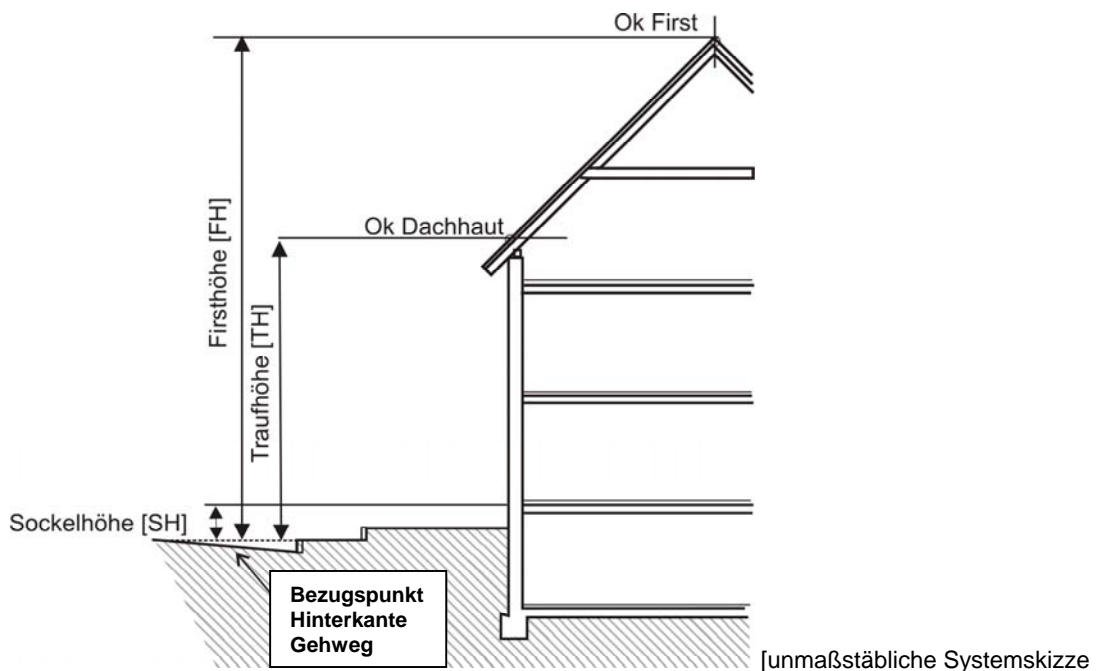 Ok First
Firsthöhe [FH]
Ok Dachhaut
Traufhöhe [TH]
Sockelhöhe [SH]
Bezugspunkt
Hinterkante
Gehweg
[unmaßstäbliche Systemskizze